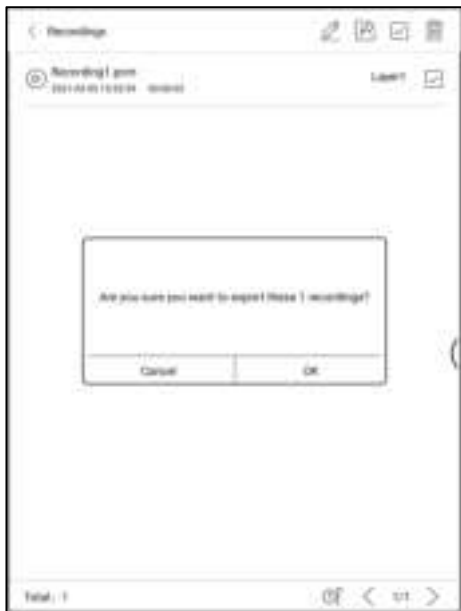 Recordings
Recording1.pcm
Layer1
Are you sure you want to export these 1 recordings?
Cancel
OK
Total: 1
1/1